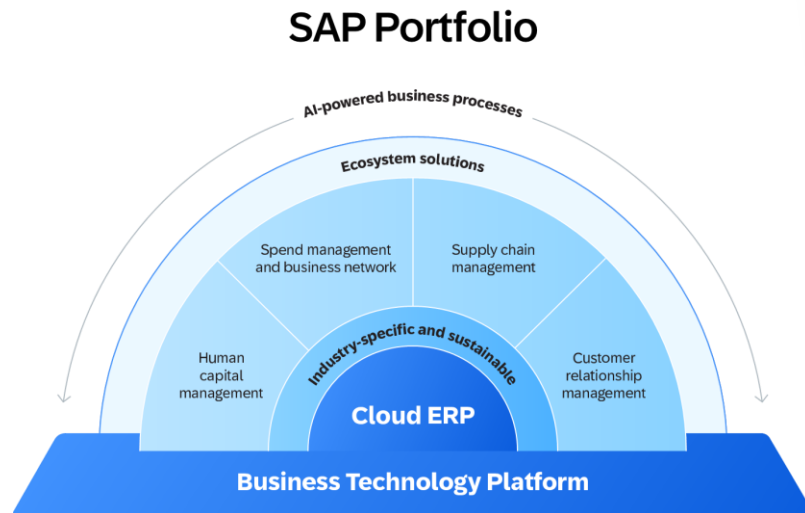 SAP Portfolio
AI-powered business processes
Ecosystem solutions
Spend management
and business network
Supply chain
management
Human
capital
management
Industry-specific and sustainable
Customer
relationship
management
Cloud ERP
Business Technology Platform